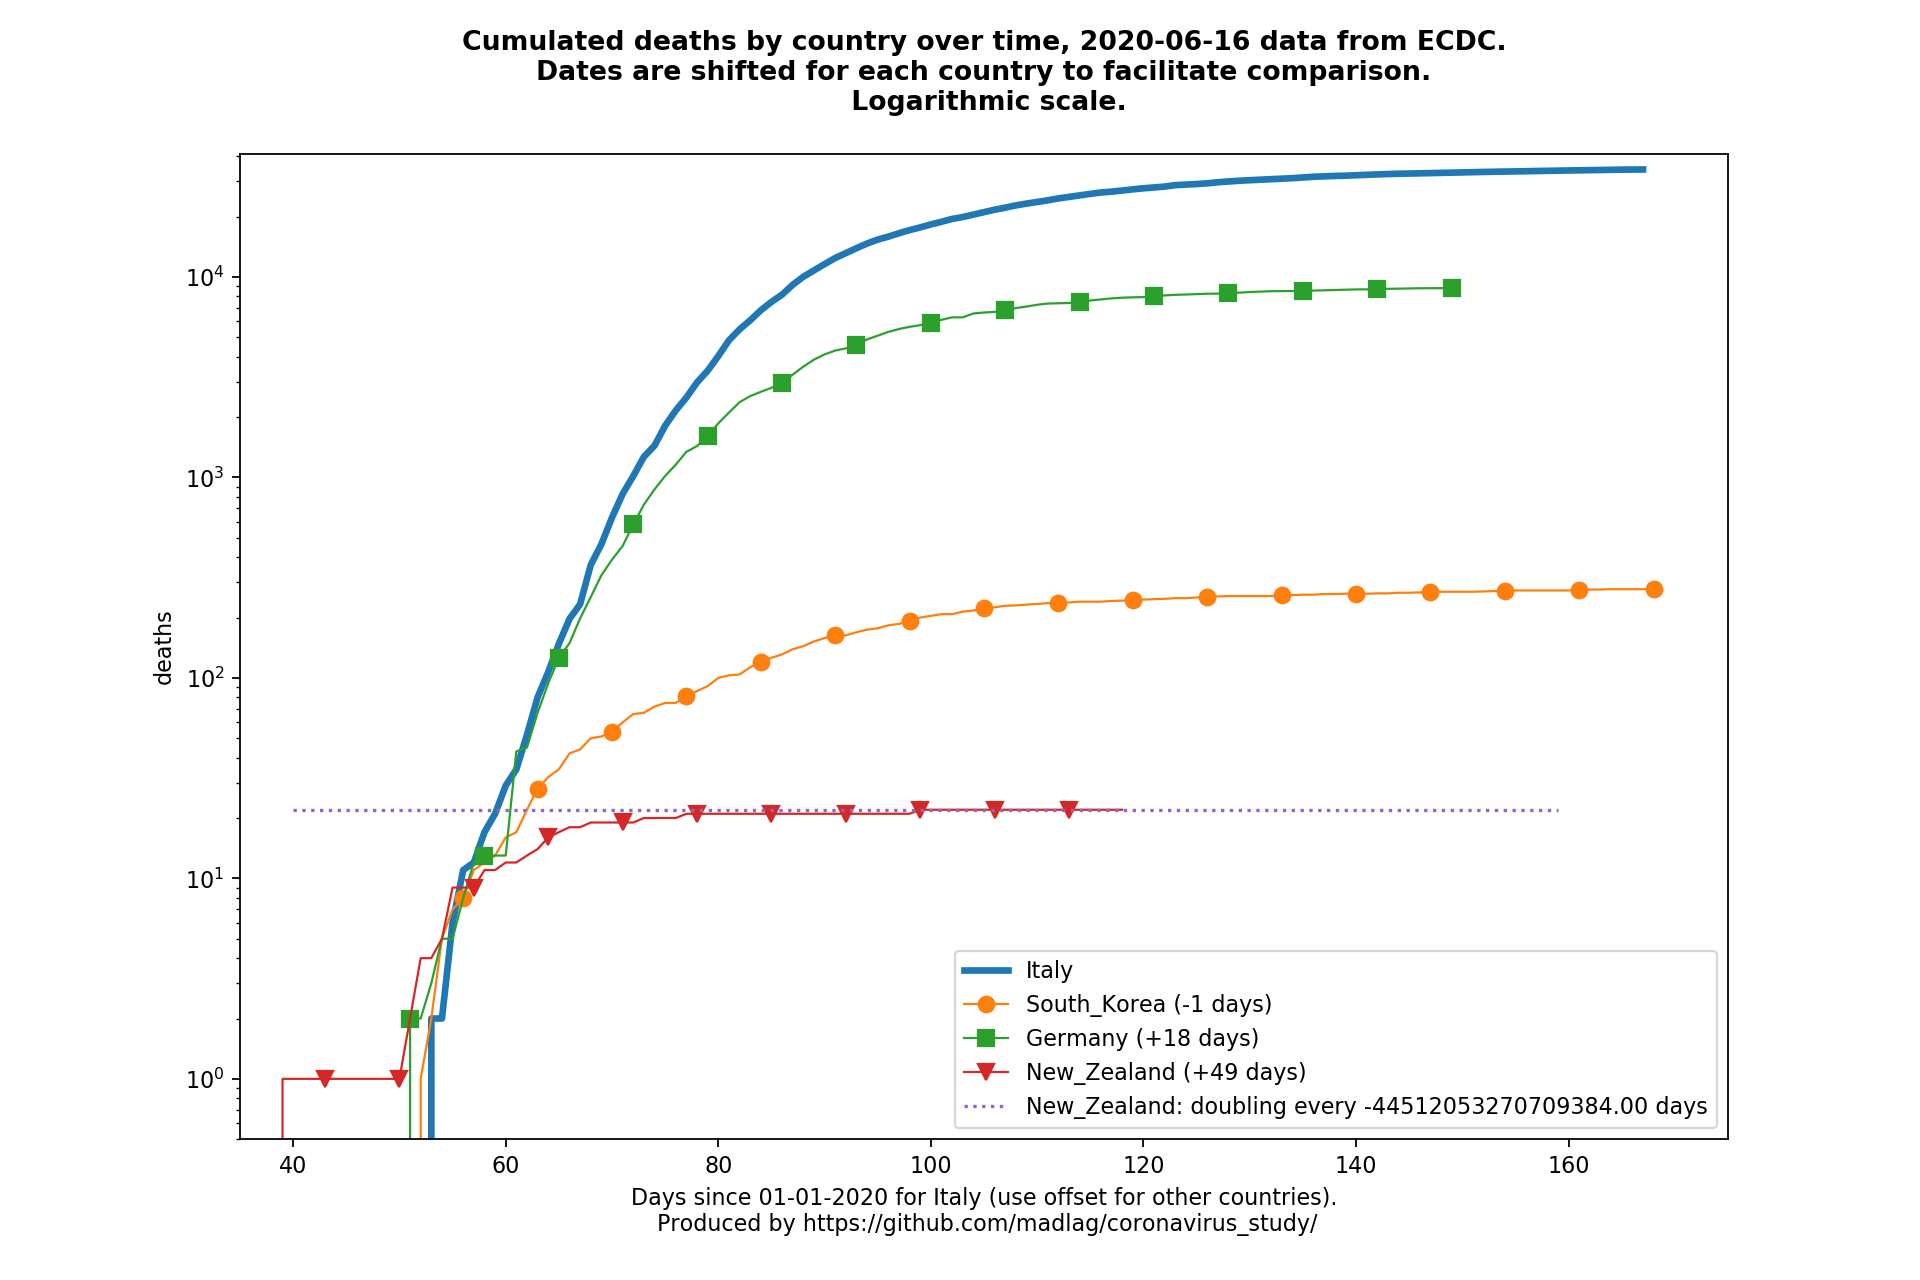 Cumulated deaths by country over time, 2020-06-16 data from ECDC.
Dates are shifted for each country to facilitate comparison.
Logarithmic scale.
10⁴
10³
10²
10¹
10⁰
deaths
Italy
South_Korea (-1 days)
Germany (+18 days)
New_Zealand (+49 days)
New_Zealand: doubling every -44512053270709384.00 days
40 60 80 100 120 140 160
Days since 01-01-2020 for Italy (use offset for other countries).
Produced by https://github.com/madlag/coronavirus_study/